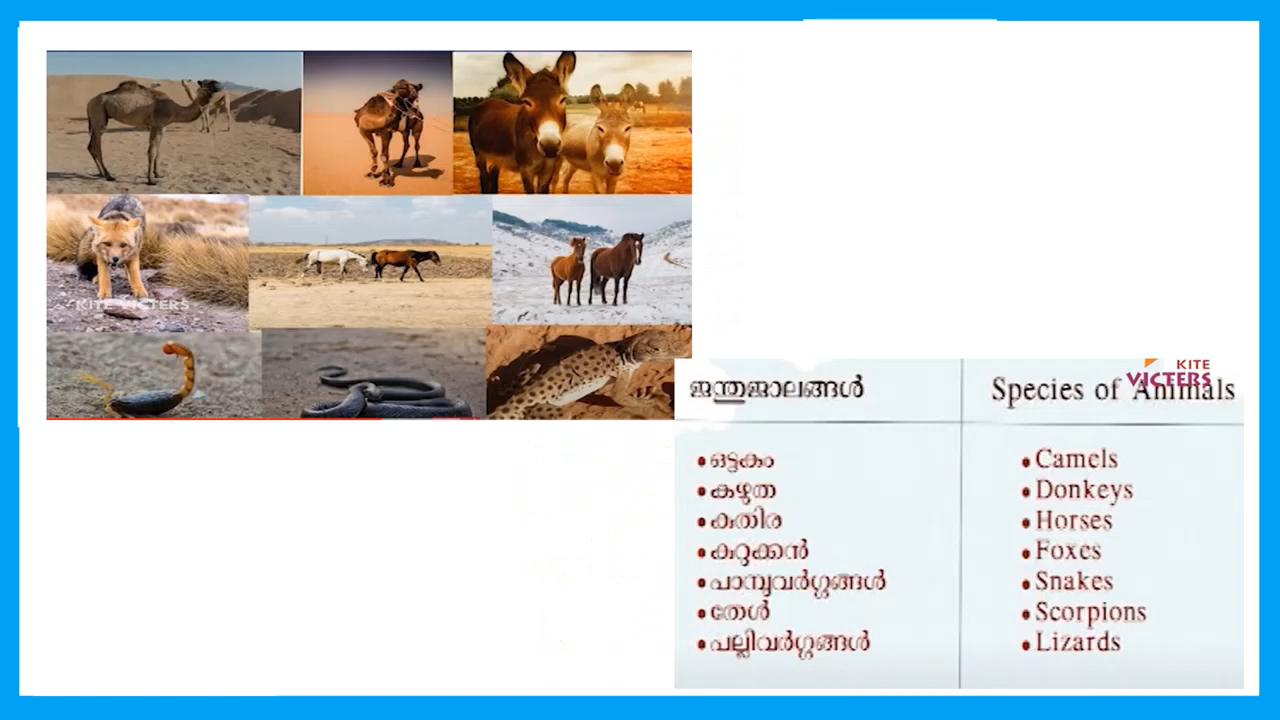 KITE VICTERS
KITE
VICTERS
ജന്തുജാലങ്ങൾ
Species of Animals
• ഒട്ടകം
• Camels
• കഴുത
• Donkeys
• കുതിര
• Horses
• കുറുക്കൻ
• Foxes
• പാമ്പുവർഗ്ഗങ്ങൾ
• Snakes
• തേൾ
• Scorpions
• പല്ലിവർഗ്ഗങ്ങൾ
• Lizards